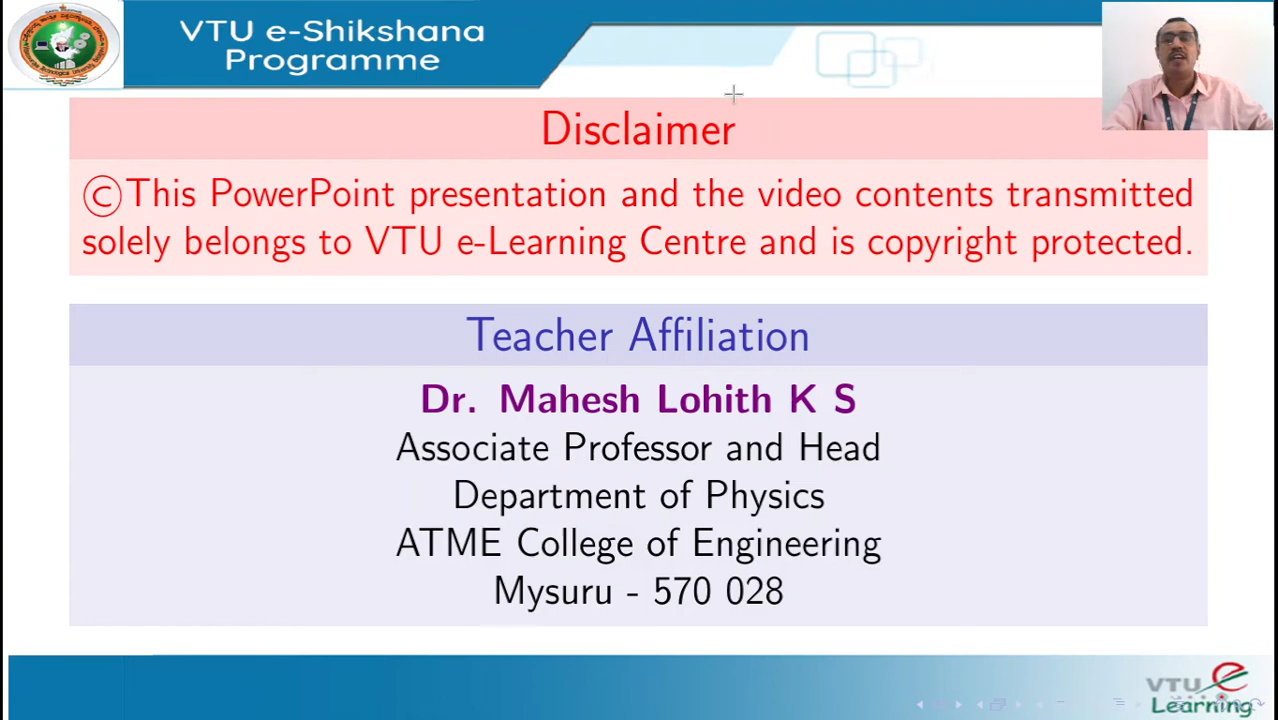 VTU e-Shikshana
Programme
Disclaimer
©This PowerPoint presentation and the video contents transmitted
solely belongs to VTU e-Learning Centre and is copyright protected.
Teacher Affiliation
Dr. Mahesh Lohith K S
Associate Professor and Head
Department of Physics
ATME College of Engineering
Mysuru - 570 028
VTU e
Learning